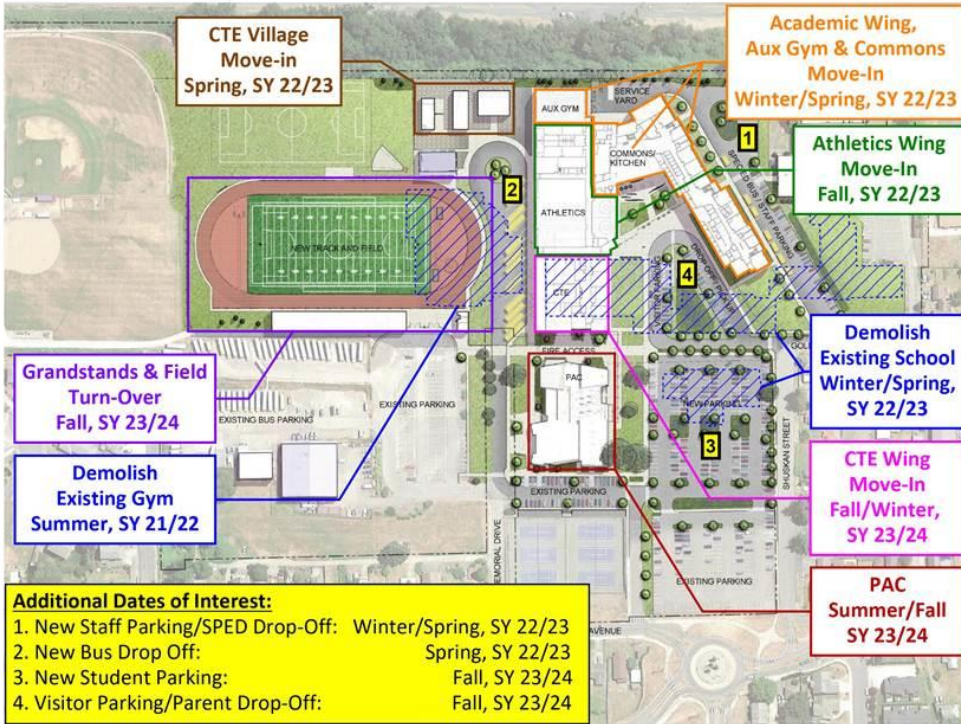 CTE Village
Move-in
Spring, SY 22/23
Academic Wing,
Aux Gym & Commons
Move-In
Winter/Spring, SY 22/23
AUX GYM
SERVICE
YARD
COMMONS/
KITCHEN
1
SPED BUS / STAFF PARKING
Athletics Wing
Move-In
Fall, SY 22/23
2
ATHLETICS
NEW TRACK AND FIELD
4
VISITOR PARKING
CTE
Grandstands & Field
Turn-Over
Fall, SY 23/24
FIRE ACCESS
PAC
Demolish
Existing School
Winter/Spring,
SY 22/23
EXISTING BUS PARKING
EXISTING PARKING
NEW PARKING
3
SHUSKAN STREET
Demolish
Existing Gym
Summer, SY 21/22
CTE Wing
Move-In
Fall/Winter,
SY 23/24
EXISTING PARKING
EXISTING PARKING
PAC
Summer/Fall
SY 23/24
AVENUE
Additional Dates of Interest:
1. New Staff Parking/SPED Drop-Off: Winter/Spring, SY 22/23
2. New Bus Drop Off: Spring, SY 22/23
3. New Student Parking: Fall, SY 23/24
4. Visitor Parking/Parent Drop-Off: Fall, SY 23/24